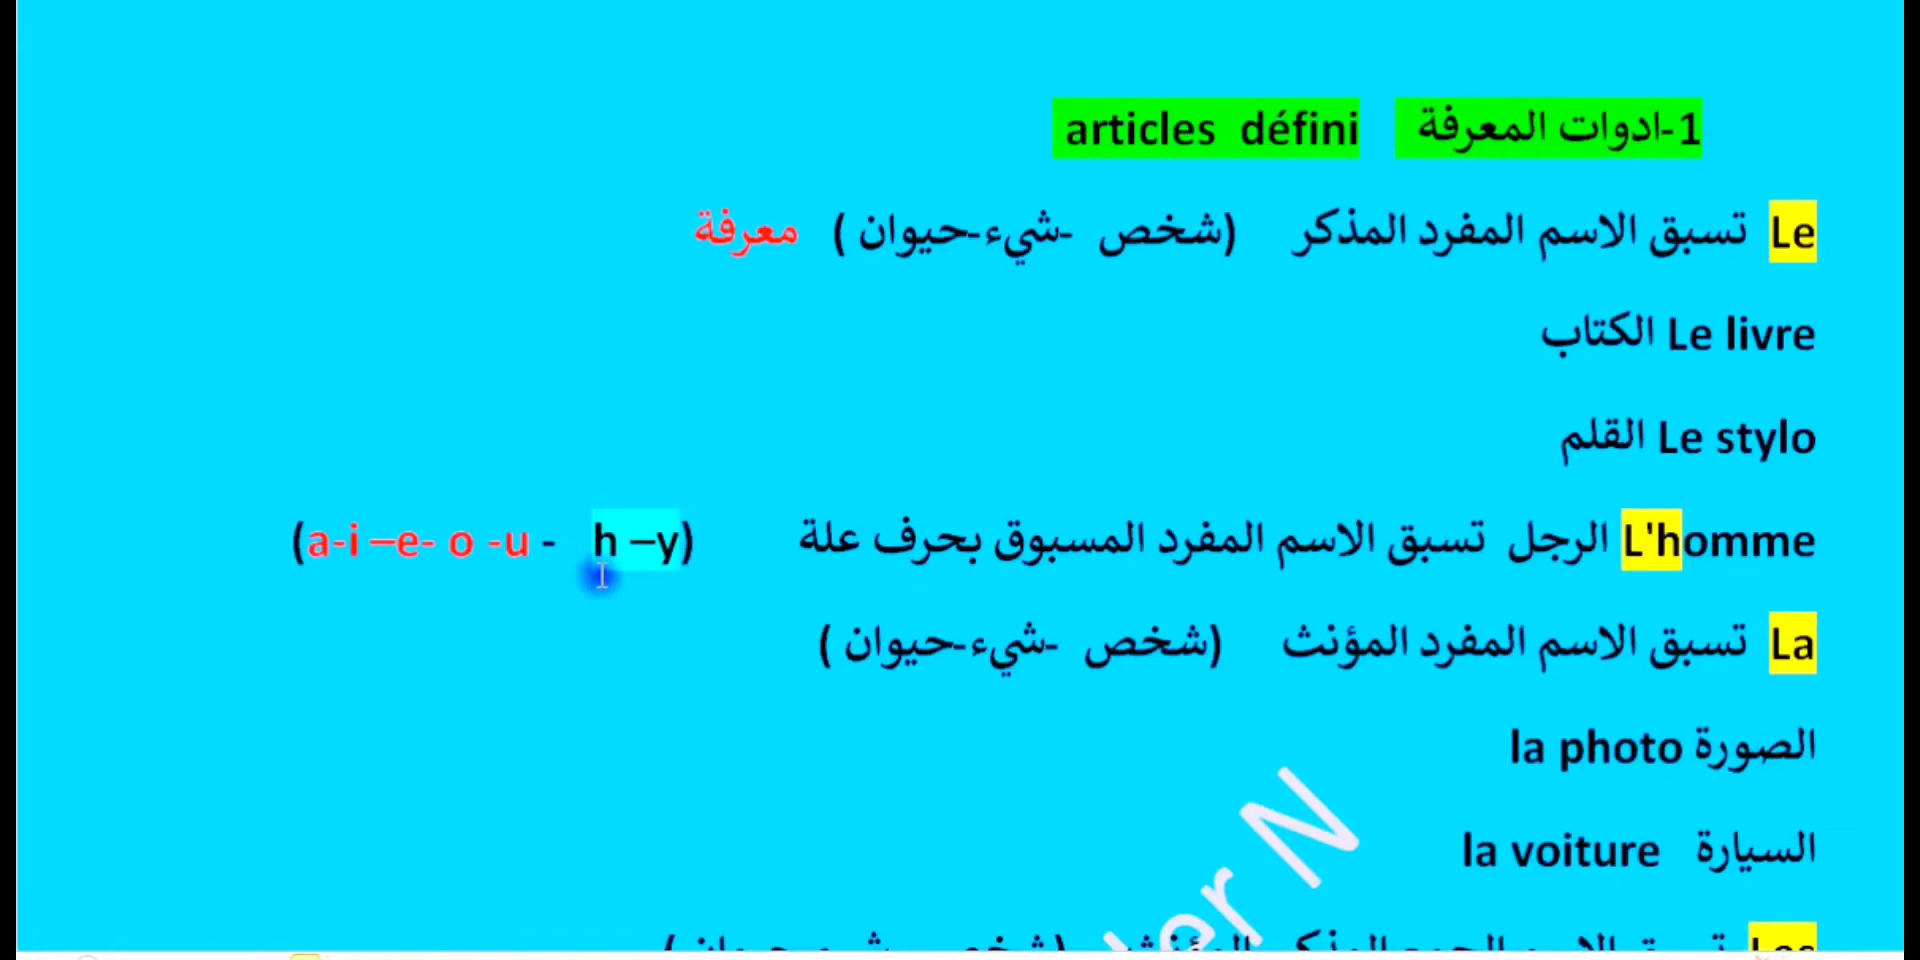 1-ادوات المعرفة articles défini
Le تسبق الاسم المفرد المذكر (شخص -شيء-حيوان ) معرفة
Le livre الكتاب
Le stylo القلم
L'homme الرجل تسبق الاسم المفرد المسبوق بحرف علة (a-i –e- o -u - h –y)
La تسبق الاسم المفرد المؤنث (شخص -شيء-حيوان )
الصورة la photo
السيارة la voiture